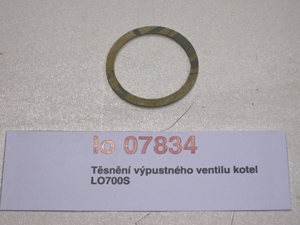 lo 07834
Těsnění výpustného ventilu kotel
LO700S